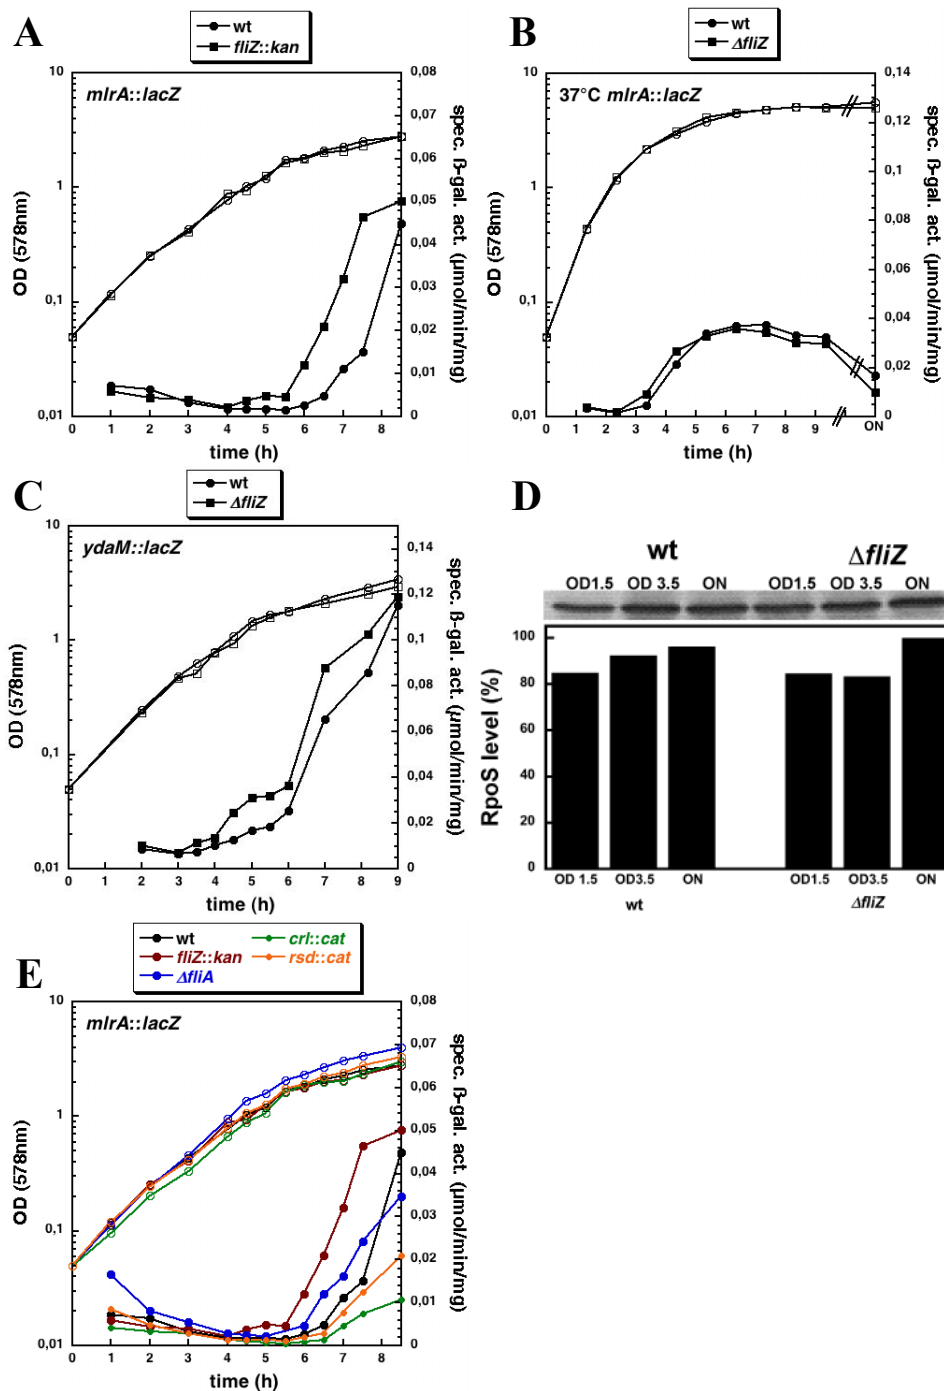 A
wt
fliZ::kan
mlrA::lacZ
10
1
0,1
0,01
OD (578nm)
0 1 2 3 4 5 6 7 8
time (h)
0,08
0,07
0,06
0,05
0,04
0,03
0,02
0,01
0
spec. ß-gal. act. (µmol/min/mg)
B
wt
ΔfliZ
37°C mlrA::lacZ
10
1
0,1
0,01
OD (578nm)
0 1 2 3 4 5 6 7 8 9 ON
time (h)
0,14
0,12
0,1
0,08
0,06
0,04
0,02
0
spec. ß-gal. act. (µmol/min/mg)
C
wt
ΔfliZ
ydaM::lacZ
10
1
0,1
0,01
OD (578nm)
0 1 2 3 4 5 6 7 8 9
time (h)
0,14
0,12
0,1
0,08
0,06
0,04
0,02
0
spec. ß-gal. act. (µmol/min/mg)
D
wt ΔfliZ
OD1.5 OD 3.5 ON OD1.5 OD 3.5 ON
100
80
60
40
20
0
RpoS level (%)
OD 1.5 OD3.5 ON OD1.5 OD3.5 ON
wt ΔfliZ
E
wt crl::cat
fliZ::kan rsd::cat
ΔfliA
mlrA::lacZ
10
1
0,1
0,01
OD (578nm)
0 1 2 3 4 5 6 7 8
time (h)
0,08
0,07
0,06
0,05
0,04
0,03
0,02
0,01
0
spec. ß-gal. act. (µmol/min/mg)